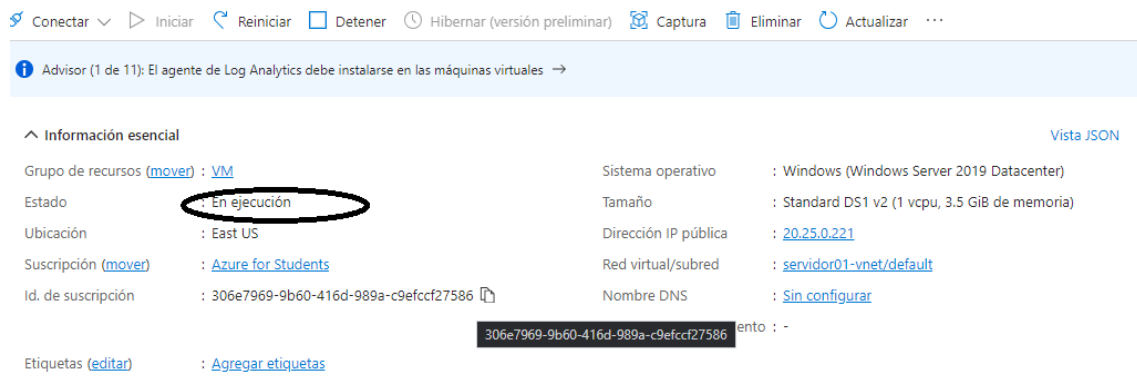 Conectar Iniciar Reiniciar Detener Hibernar (versión preliminar) Captura Eliminar Actualizar ···
Advisor (1 de 11): El agente de Log Analytics debe instalarse en las máquinas virtuales →
Información esencial Vista JSON
Grupo de recursos (mover) : VM Sistema operativo : Windows (Windows Server 2019 Datacenter)
Estado : En ejecución Tamaño : Standard DS1 v2 (1 vcpu, 3.5 GiB de memoria)
Ubicación : East US Dirección IP pública : 20.25.0.221
Suscripción (mover) : Azure for Students Red virtual/subred : servidor01-vnet/default
Id. de suscripción : 306e7969-9b60-416d-989a-c9efccf27586 Nombre DNS : Sin configurar
306e7969-9b60-416d-989a-c9efccf27586 ento : -
Etiquetas (editar) : Agregar etiquetas